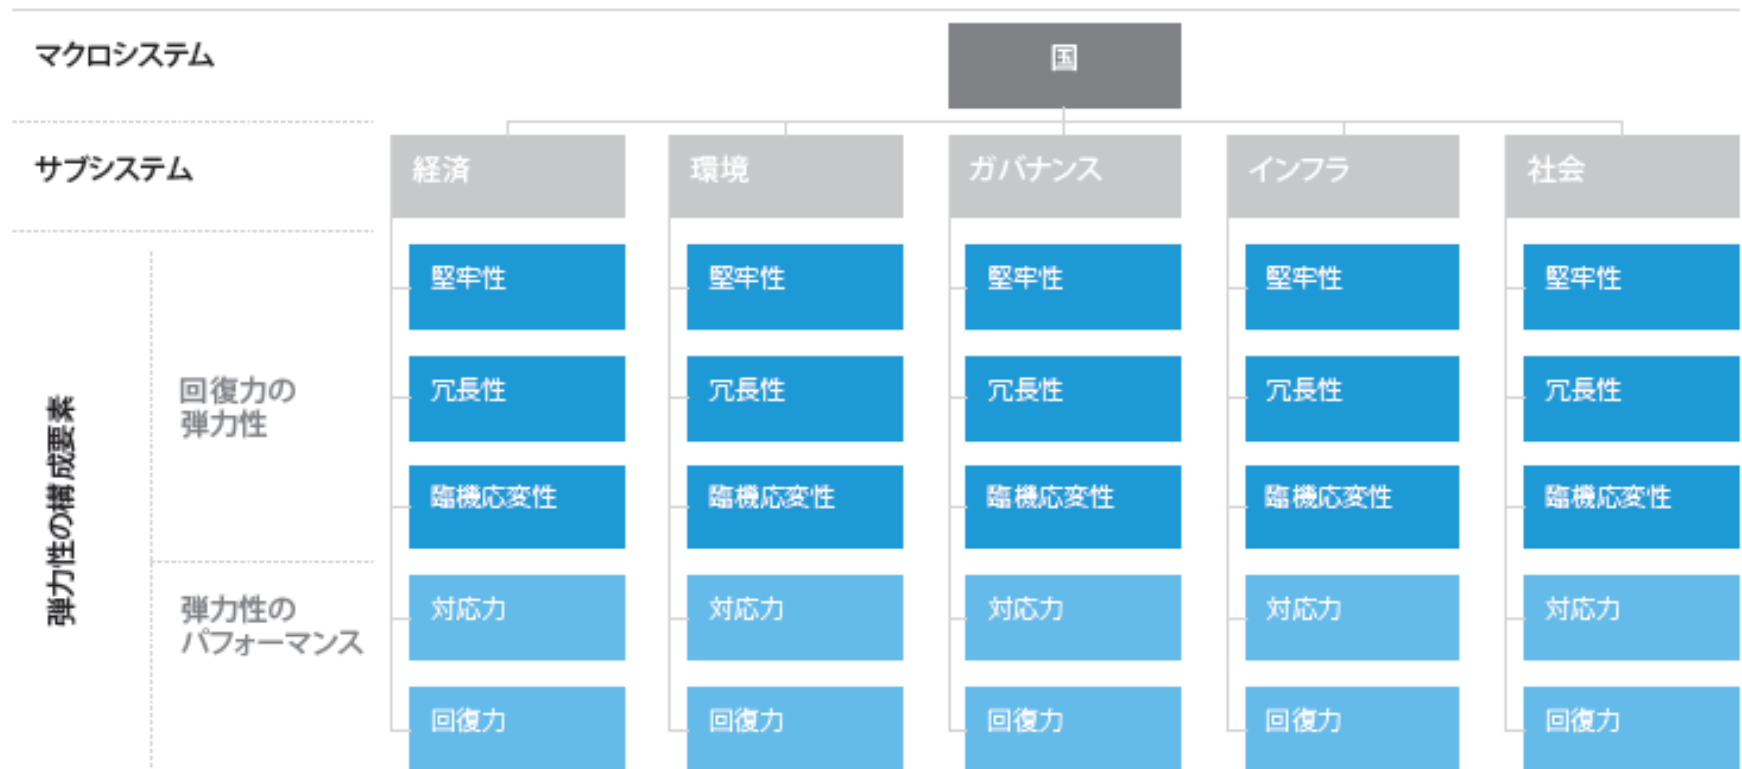 マクロシステム
国
サブシステム
経済
環境
ガバナンス
インフラ
社会
弾力性の構成要素
回復力の
弾力性
堅牢性
堅牢性
堅牢性
堅牢性
堅牢性
冗長性
冗長性
冗長性
冗長性
冗長性
臨機応変性
臨機応変性
臨機応変性
臨機応変性
臨機応変性
弾力性の
パフォーマンス
対応力
対応力
対応力
対応力
対応力
回復力
回復力
回復力
回復力
回復力